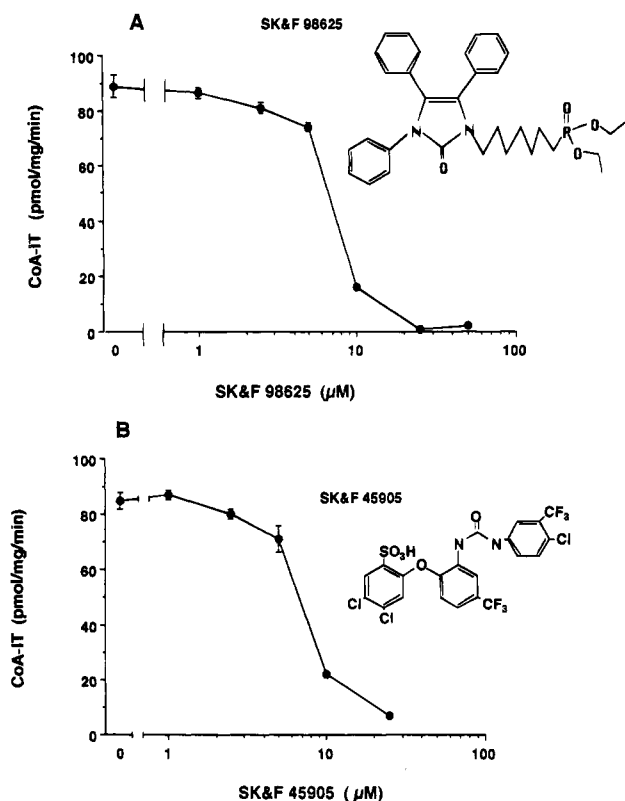 A
SK&F 98625
CoA-IT (pmol/mg/min)
100
80
60
40
20
0
0
1
10
100
SK&F 98625 (µM)
N
N
O
P
O
O
O
B
SK&F 45905
CoA-IT (pmol/mg/min)
100
80
60
40
20
0
0
1
10
100
SK&F 45905 ( µM)
SO₃H
O
Cl
Cl
CF₃
N
O
N
CF₃
Cl